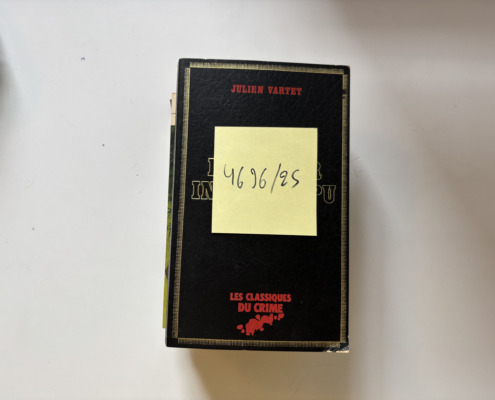 JULIEN VARTET
4696/25
LES CLASSIQUES
DU CRIME